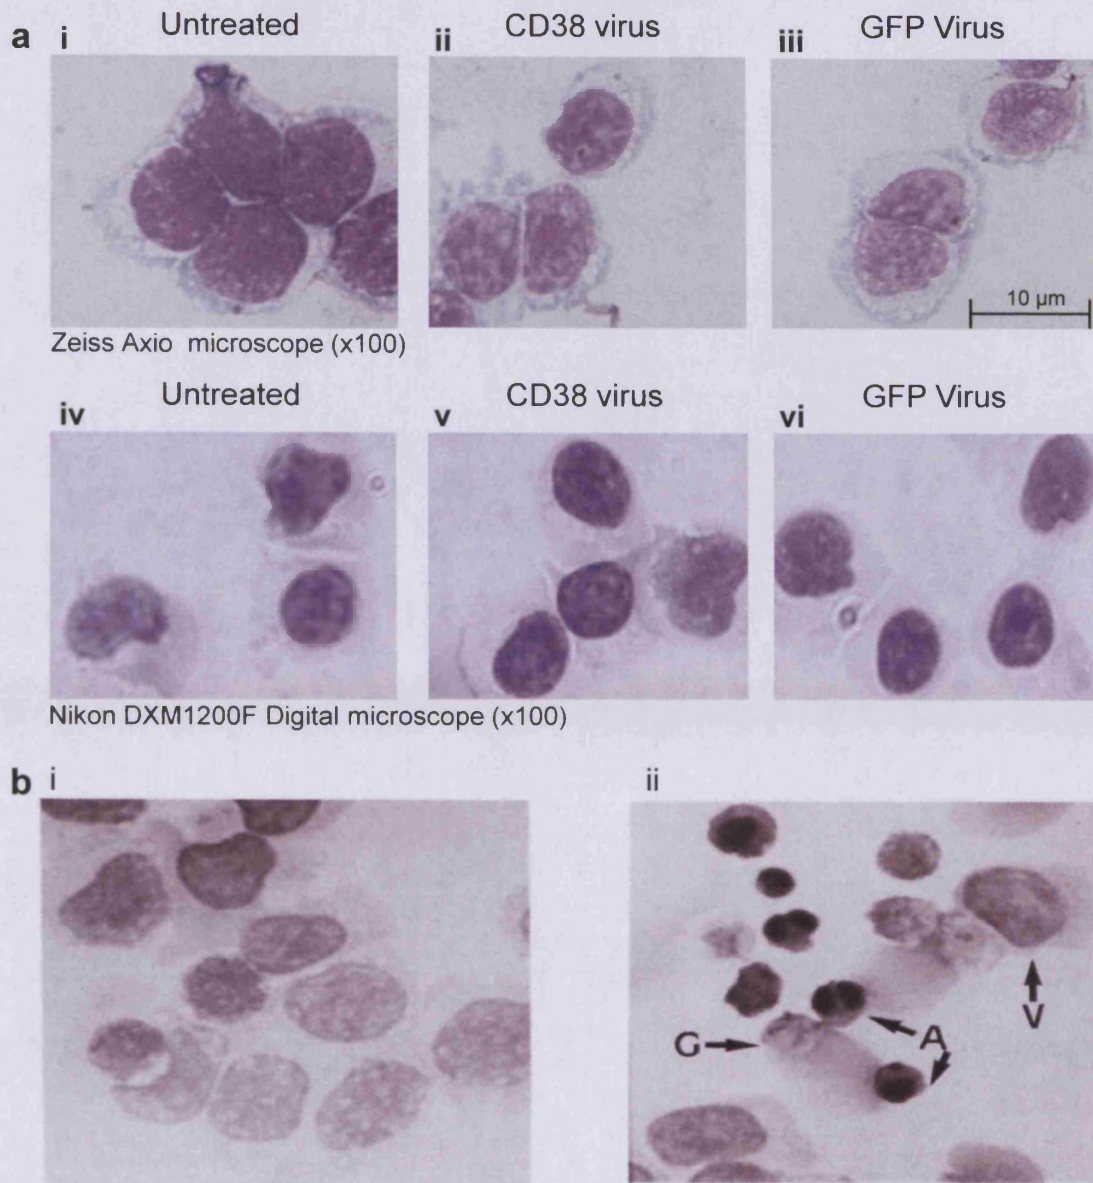 a i Untreated ii CD38 virus iii GFP Virus
10 µm
Zeiss Axio microscope (x100)
iv Untreated v CD38 virus vi GFP Virus
Nikon DXM1200F Digital microscope (x100)
b i ii
V
G A